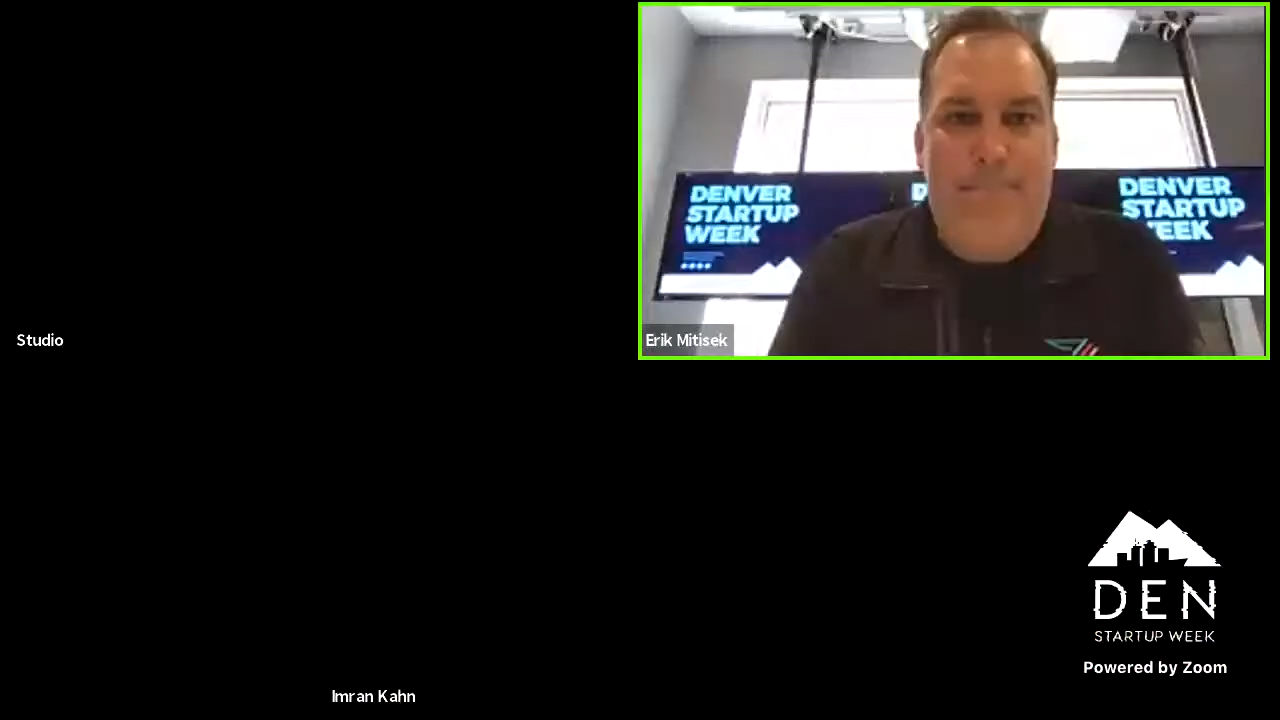 DENVER
STARTUP
WEEK
D
DENVER
STARTUP
WEEK
Studio
Erik Mitisek
DEN
STARTUP WEEK
Powered by Zoom
Imran Kahn